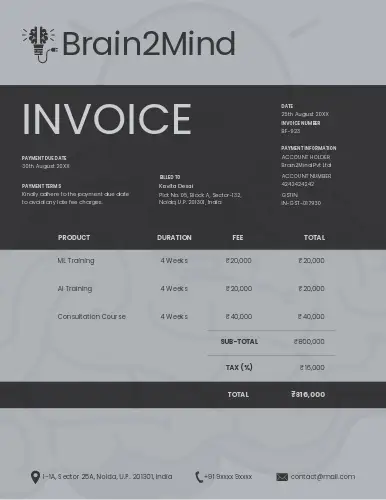 Brain2Mind
INVOICE
DATE
25th August 20XX
INVOICE NUMBER
BF-023
PAYMENT DUE DATE
30th August 20XX
PAYMENT TERMS
Kindly adhere to the payment due date
to avoid any late fee charges.
BILLED TO
Kavita Desai
Plot No. 05, Block A, Sector-132,
Noida, U.P. 201301, India
PAYMENT INFORMATION
ACCOUNT HOLDER
Brain2Mind Pvt Ltd
ACCOUNT NUMBER
4242424242
GSTIN
IN-GST-017930
PRODUCT DURATION FEE TOTAL
ML Training 4 Weeks ₹20,000 ₹20,000
AI Training 4 Weeks ₹20,000 ₹20,000
Consultation Course 4 Weeks ₹40,000 ₹40,000
SUB-TOTAL ₹800,000
TAX (%) ₹16,000
TOTAL ₹816,000
I-1A, Sector 25A, Noida, U.P. 201301, India +91 9xxxx 9xxxx contact@mail.com